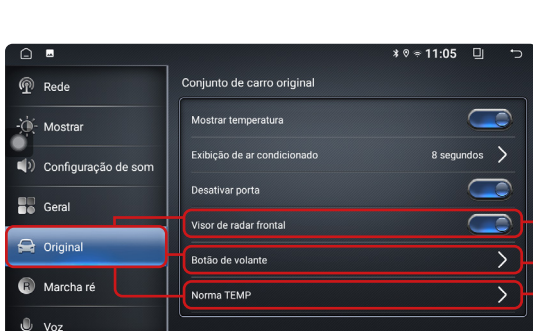 11:05
Rede
Mostrar
Configuração de som
Geral
Original
Marcha ré
Voz
Conjunto de carro original
Mostrar temperatura
Exibição de ar condicionado 8 segundos
Desativar porta
Visor de radar frontal
Botão de volante
Norma TEMP